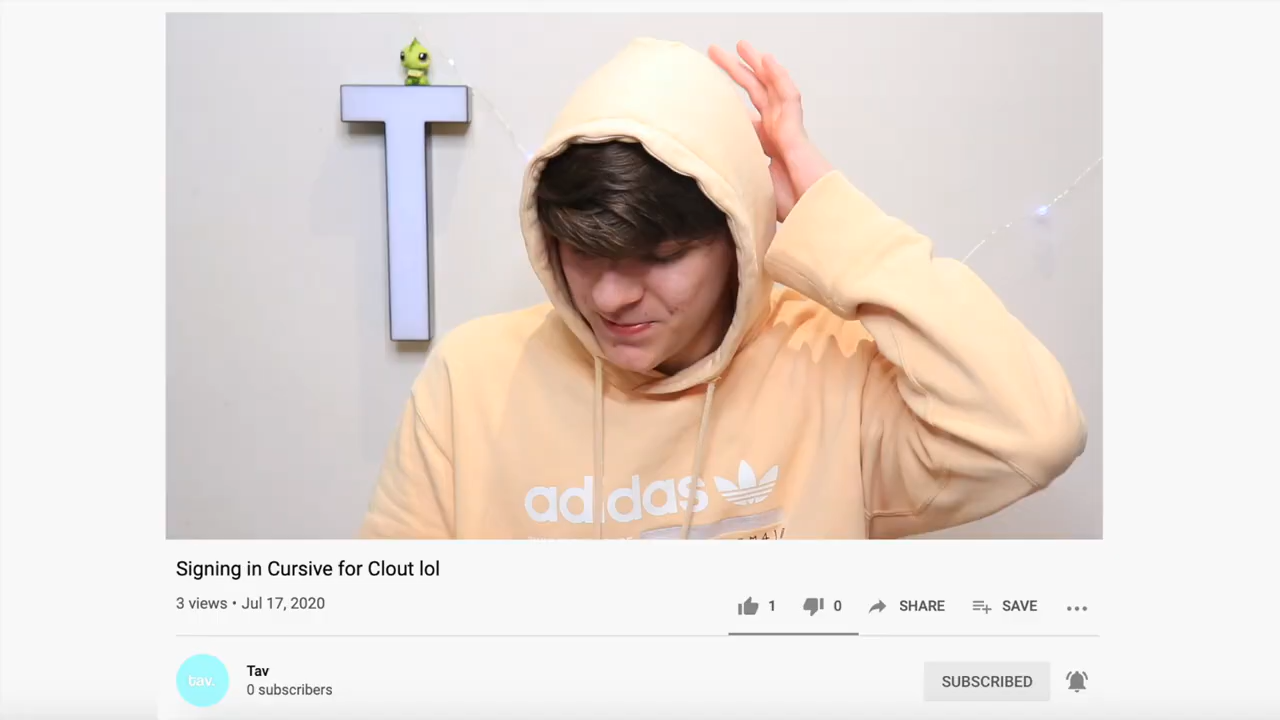 T
adidas
Signing in Cursive for Clout lol
3 views • Jul 17, 2020
1
0
SHARE
SAVE
tav.
Tav
0 subscribers
SUBSCRIBED